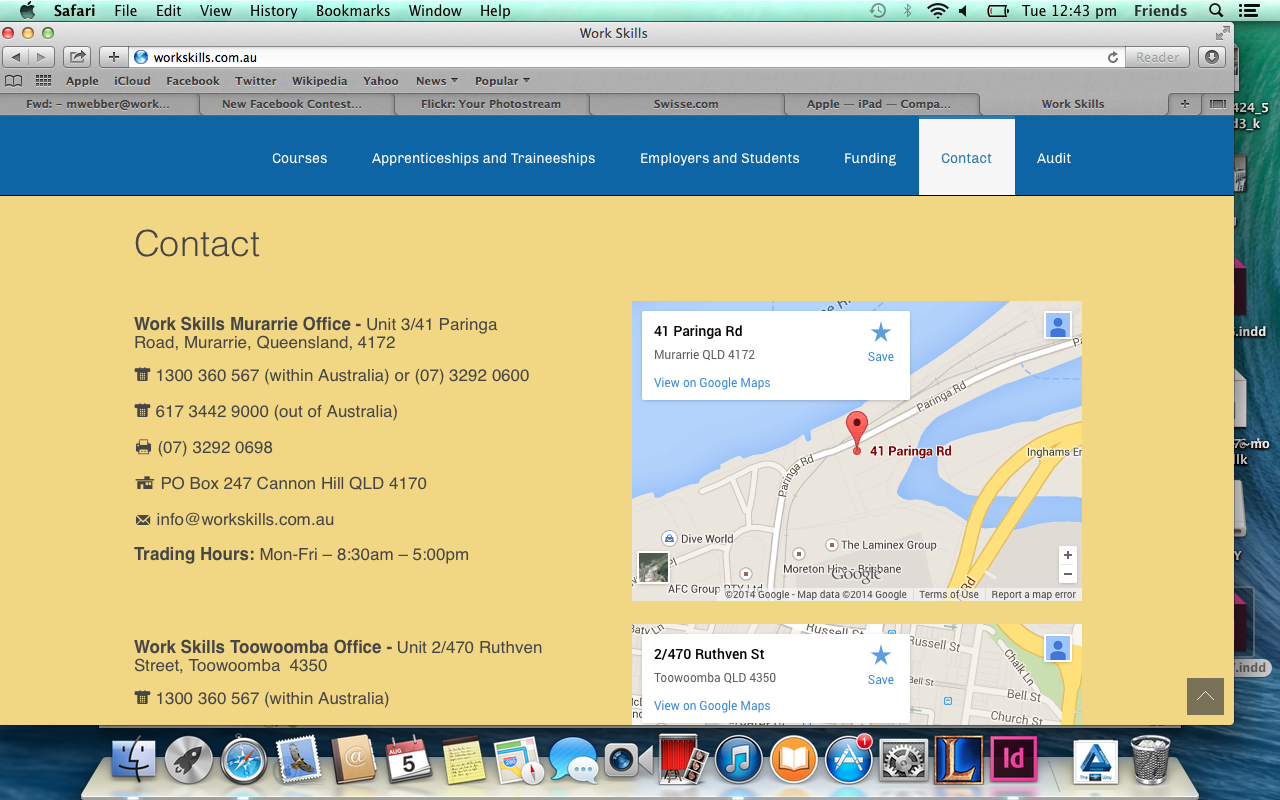 Safari File Edit View History Bookmarks Window Help Tue 12:43 pm Friends
Work Skills
workskills.com.au Reader
Apple iCloud Facebook Twitter Wikipedia Yahoo News Popular
Fwd: - mwebber@work... New Facebook Contest... Flickr: Your Photostream Swisse.com Apple — iPad — Compa... Work Skills
Courses Apprenticeships and Traineeships Employers and Students Funding Contact Audit
Contact
Work Skills Murarrie Office - Unit 3/41 Paringa
Road, Murarrie, Queensland, 4172
1300 360 567 (within Australia) or (07) 3292 0600
617 3442 9000 (out of Australia)
(07) 3292 0698
PO Box 247 Cannon Hill QLD 4170
info@workskills.com.au
Trading Hours: Mon-Fri – 8:30am – 5:00pm
41 Paringa Rd
Murarrie QLD 4172
Save
View on Google Maps
Paringa Rd
41 Paringa Rd
Inghams En
Paringa Rd
Dive World
The Laminex Group
Moreton Hire - Brisbane
Google
AFC Group PTY Ltd
Rd
©2014 Google - Map data ©2014 Google Terms of Use Report a map error
Work Skills Toowoomba Office - Unit 2/470 Ruthven
Street, Toowoomba 4350
1300 360 567 (within Australia)
Russell St
2/470 Ruthven St
Toowoomba QLD 4350
Save
View on Google Maps
Russell St
Chalk Ln
Bell St
Bell St
Church St
424_5
d3_k
.indd
lk
Y
.indd
AUG
5
1
Id